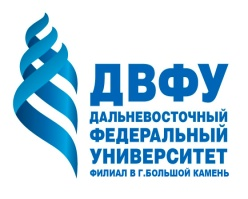 ДВФУ
ДАЛЬНЕВОСТОЧНЫЙ
ФЕДЕРАЛЬНЫЙ
УНИВЕРСИТЕТ
ФИЛИАЛ В Г.БОЛЬШОЙ КАМЕНЬ